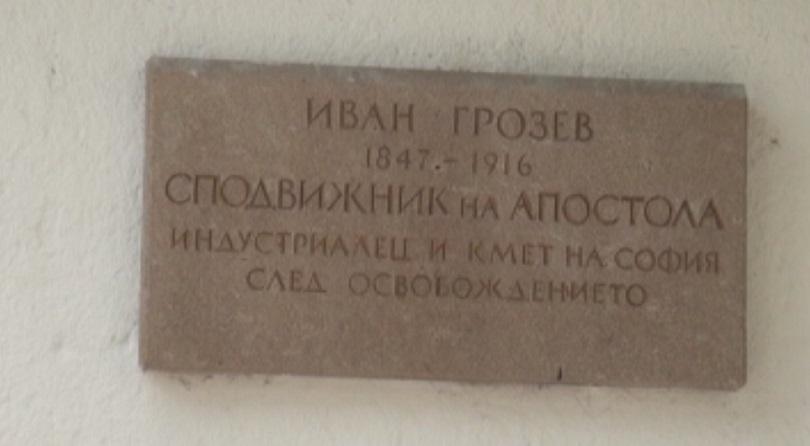 ИВАН ГРОЗЕВ
1847.- 1916
СПОДВИЖНИК НА АПОСТОЛА
ИНДУСТРИАЛЕЦ И КМЕТ НА СОФИЯ
СЛЕД ОСВОБОЖДЕНИЕТО